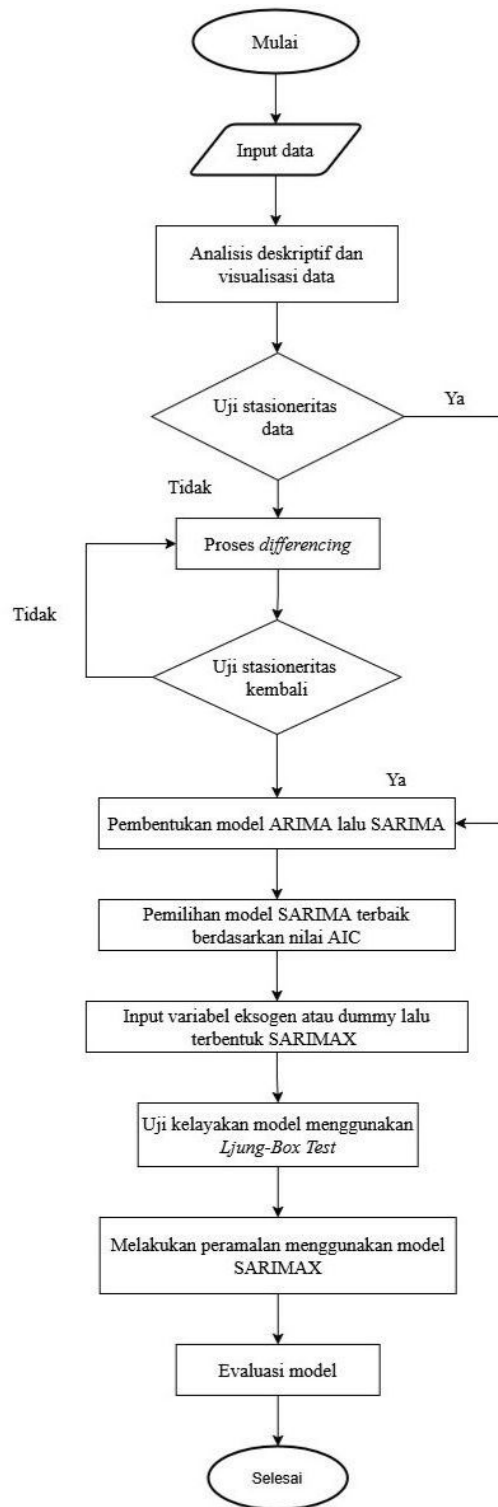 Mulai
Input data
Analisis deskriptif dan
visualisasi data
Uji stasioneritas
data
Ya
Tidak
Proses differencing
Tidak
Uji stasioneritas
kembali
Ya
Pembentukan model ARIMA lalu SARIMA
Pemilihan model SARIMA terbaik
berdasarkan nilai AIC
Input variabel eksogen atau dummy lalu
terbentuk SARIMAX
Uji kelayakan model menggunakan
Ljung-Box Test
Melakukan peramalan menggunakan model
SARIMAX
Evaluasi model
Selesai